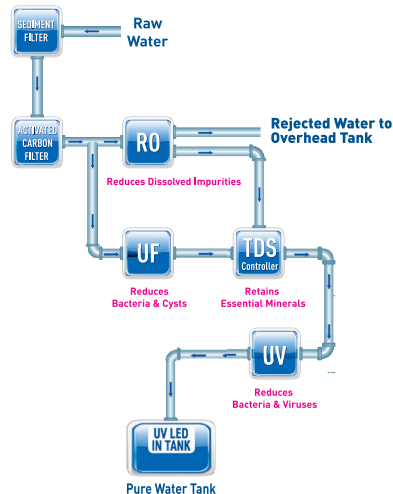 SEDIMENT
FILTER
Raw
Water
ACTIVATED
CARBON
FILTER
RO
Rejected Water to
Overhead Tank
Reduces Dissolved Impurities
UF
TDS
Controller
Reduces
Bacteria & Cysts
Retains
Essential Minerals
UV
Reduces
Bacteria & Viruses
UV LED
IN TANK
Pure Water Tank